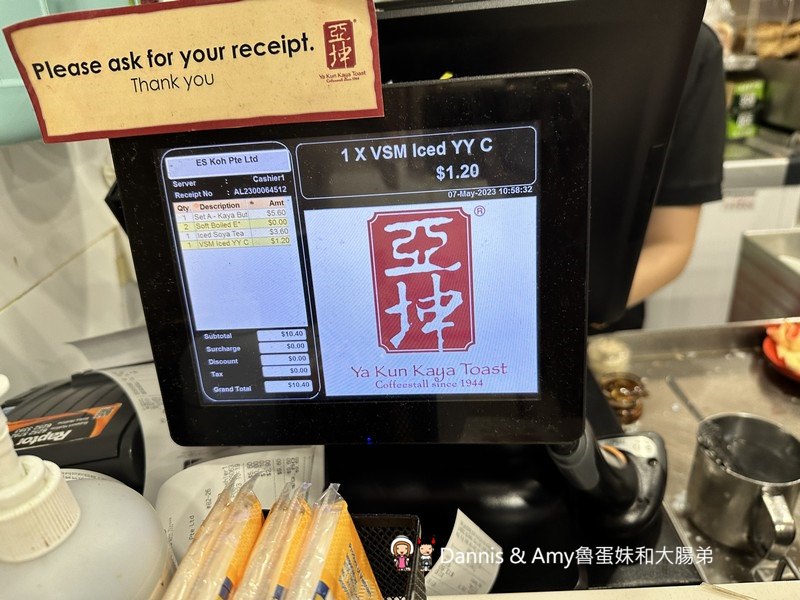 Please ask for your receipt.
Thank you
亞坤
Ya Kun Kaya Toast
Coffeestall since 1944
ES Koh Pte Ltd
Server : Cashier1
Receipt No : AL2300064512
Qty Description * Amt
1 Set A - Kaya But $5.60
2 Soft Boiled E* $0.00
1 Iced Soya Tea $3.60
1 VSM Iced YY C $1.20
Subtotal $10.40
Surcharge $0.00
Discount $0.00
Tax $0.00
Grand Total $10.40
1 X VSM Iced YY C
$1.20
07-May-2023 10:58:32
亞坤
®
Ya Kun Kaya Toast
Coffeestall since 1944
Raptor
Dannis & Amy魯蛋妹和大腸弟